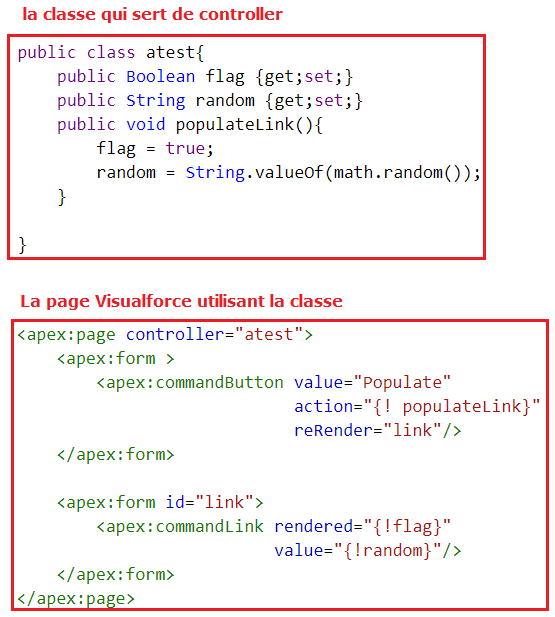 la classe qui sert de controller
public class atest{
    public Boolean flag {get;set;}
    public String random {get;set;}
    public void populateLink(){
        flag = true;
        random = String.valueOf(math.random());
    }
}
La page Visualforce utilisant la classe
<apex:page controller="atest">
    <apex:form >
        <apex:commandButton value="Populate"
                            action="{! populateLink}"
                            reRender="link"/>
    </apex:form>
    <apex:form id="link">
        <apex:commandLink rendered="{!flag}"
                          value="{!random}"/>
    </apex:form>
</apex:page>